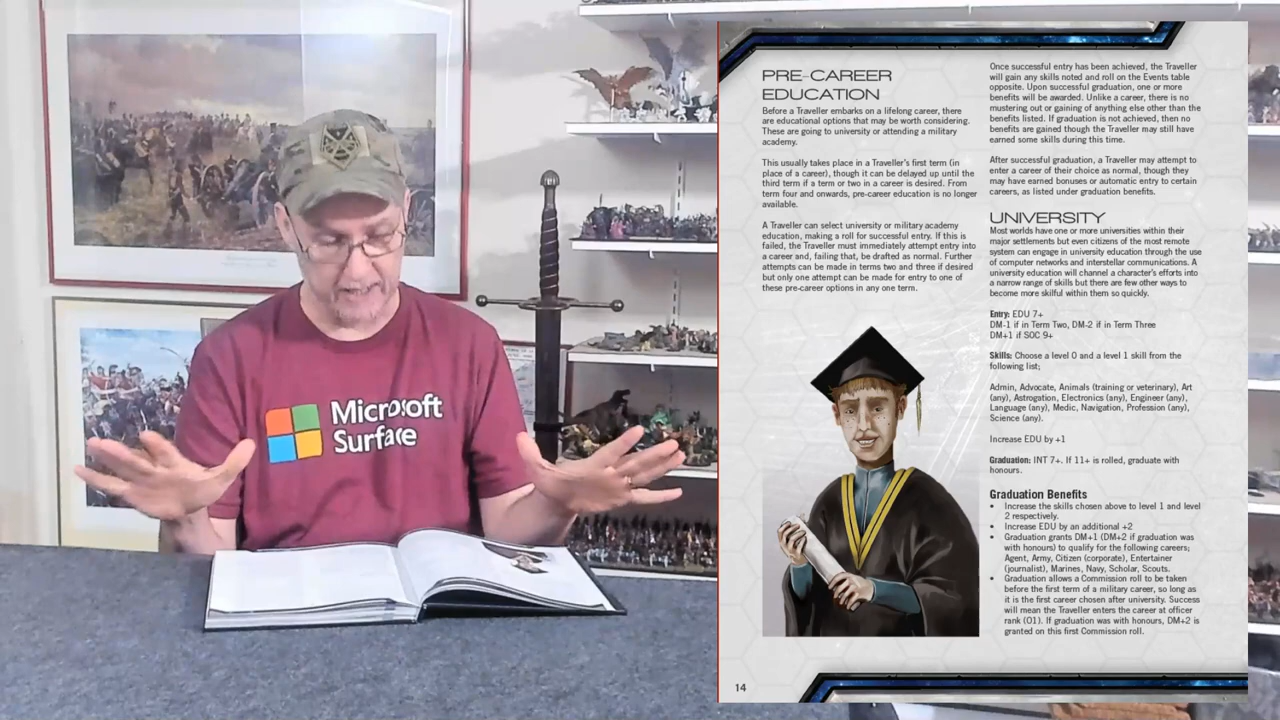 Microsoft
Surface
PRE-CAREER
EDUCATION
Before a Traveller embarks on a lifelong career, there
are educational options that may be worth considering.
These are going to university or attending a military
academy.
This usually takes place in a Traveller's first term (in
place of a career), though it can be delayed up until the
third term if a term or two in a career is desired. From
term four and onwards, pre-career education is no longer
available.
A Traveller can select university or military academy
education, making a roll for successful entry. If this is
failed, the Traveller must immediately attempt entry into
a career and, failing that, be drafted as normal. Further
attempts can be made in terms two and three if desired
but only one attempt can be made for entry to one of
these pre-career options in any one term.
14
Once successful entry has been achieved, the Traveller
will gain any skills noted and roll on the Events table
opposite. Upon successful graduation, one or more
benefits will be awarded. Unlike a career, there is no
mustering out or gaining of anything else other than the
benefits listed. If graduation is not achieved, then no
benefits are gained though the Traveller may still have
earned some skills during this time.
After successful graduation, a Traveller may attempt to
enter a career of their choice as normal, though they
may have earned bonuses or automatic entry to certain
careers, as listed under graduation benefits.
UNIVERSITY
Most worlds have one or more universities within their
major settlements but even citizens of the most remote
system can engage in university education through the use
of computer networks and interstellar communications. A
university education will channel a character's efforts into
a narrow range of skills but there are few other ways to
become more skilful within them so quickly.
Entry: EDU 7+
DM-1 if in Term Two, DM-2 if in Term Three
DM+1 if SOC 9+
Skills: Choose a level 0 and a level 1 skill from the
following list;
Admin, Advocate, Animals (training or veterinary), Art
(any), Astrogation, Electronics (any), Engineer (any),
Language (any), Medic, Navigation, Profession (any),
Science (any).
Increase EDU by +1
Graduation: INT 7+. If 11+ is rolled, graduate with
honours.
Graduation Benefits
• Increase the skills chosen above to level 1 and level
2 respectively.
• Increase EDU by an additional +2
• Graduation grants DM+1 (DM+2 if graduation was
with honours) to qualify for the following careers;
Agent, Army, Citizen (corporate), Entertainer
(journalist), Marines, Navy, Scholar, Scouts.
• Graduation allows a Commission roll to be taken
before the first term of a military career, so long as
it is the first career chosen after university. Success
will mean the Traveller enters the career at officer
rank (O1). If graduation was with honours, DM+2 is
granted on this first Commission roll.